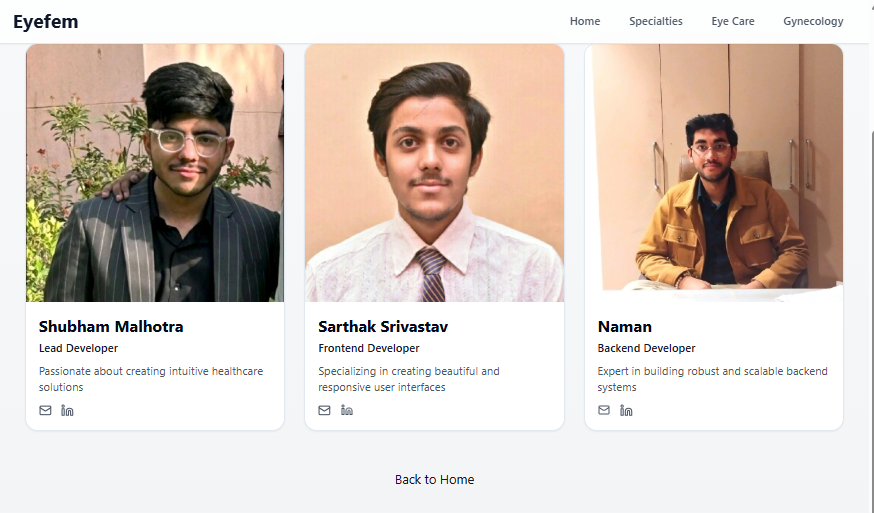 Eyefem
Home Specialties Eye Care Gynecology
Shubham Malhotra
Lead Developer
Passionate about creating intuitive healthcare
solutions
Sarthak Srivastav
Frontend Developer
Specializing in creating beautiful and
responsive user interfaces
Naman
Backend Developer
Expert in building robust and scalable backend
systems
Back to Home